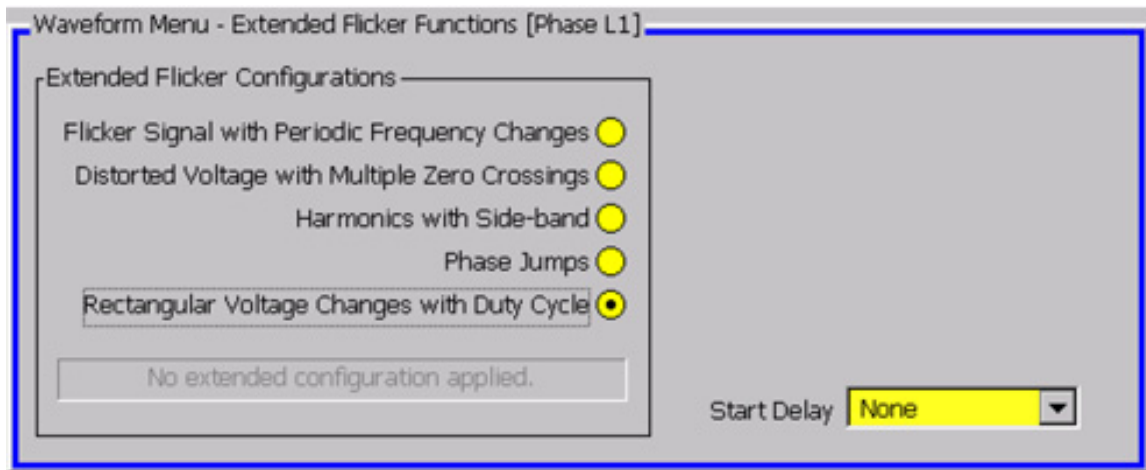 Waveform Menu - Extended Flicker Functions [Phase L1]
Extended Flicker Configurations
Flicker Signal with Periodic Frequency Changes
Distorted Voltage with Multiple Zero Crossings
Harmonics with Side-band
Phase Jumps
Rectangular Voltage Changes with Duty Cycle
No extended configuration applied.
Start Delay None